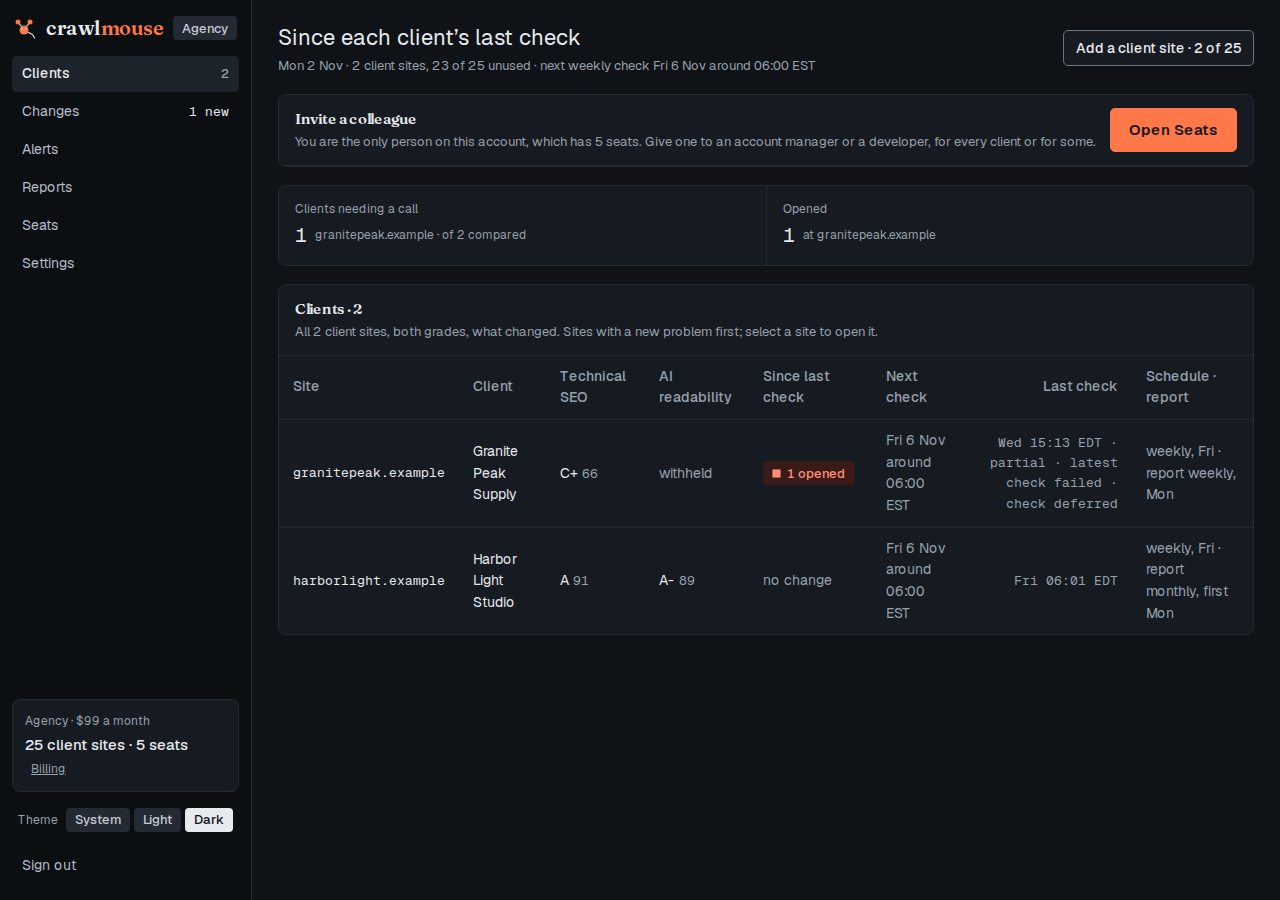 crawlmouse Agency
Clients 2
Changes 1 new
Alerts
Reports
Seats
Settings
Agency · $99 a month
25 client sites · 5 seats
Billing
Theme System Light Dark
Sign out
Since each client’s last check
Mon 2 Nov · 2 client sites, 23 of 25 unused · next weekly check Fri 6 Nov around 06:00 EST
Add a client site · 2 of 25
Invite a colleague
You are the only person on this account, which has 5 seats. Give one to an account manager or a developer, for every client or for some.
Open Seats
Clients needing a call
1 granitepeak.example · of 2 compared
Opened
1 at granitepeak.example
Clients · 2
All 2 client sites, both grades, what changed. Sites with a new problem first; select a site to open it.
Site
Client
Technical
SEO
AI
readability
Since last
check
Next
check
Last check
Schedule ·
report
granitepeak.example
Granite
Peak
Supply
C+ 66
withheld
1 opened
Fri 6 Nov
around
06:00
EST
Wed 15:13 EDT ·
partial · latest
check failed ·
check deferred
weekly, Fri ·
report weekly,
Mon
harborlight.example
Harbor
Light
Studio
A 91
A- 89
no change
Fri 6 Nov
around
06:00
EST
Fri 06:01 EDT
weekly, Fri ·
report
monthly, first
Mon